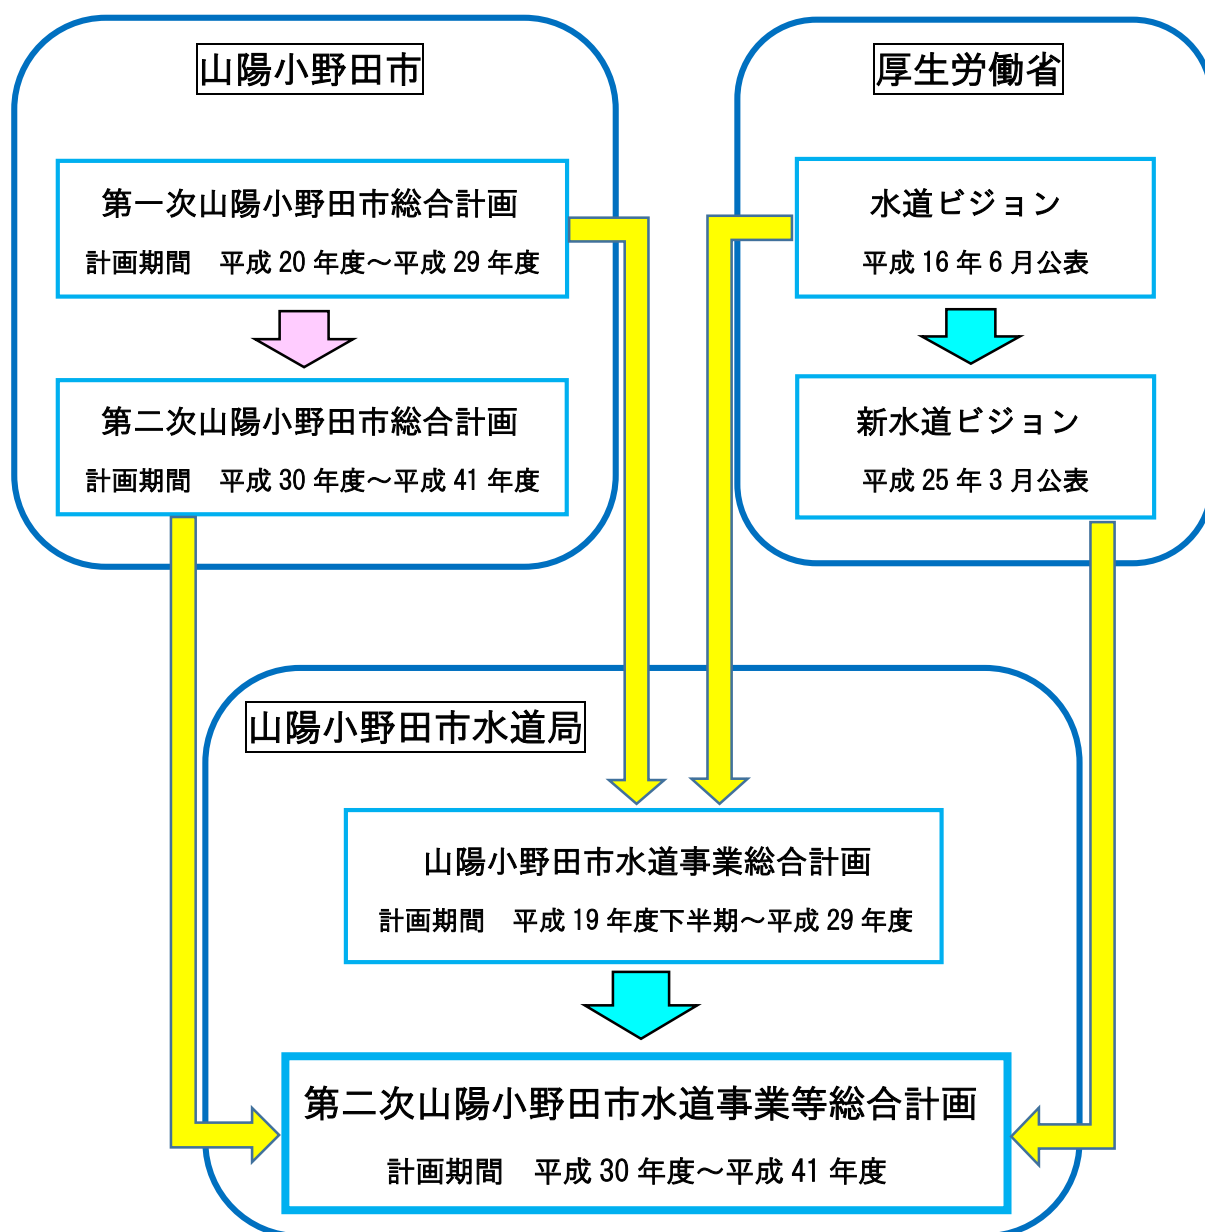 山陽小野田市
第一次山陽小野田市総合計画
計画期間　平成 20 年度～平成 29 年度
第二次山陽小野田市総合計画
計画期間　平成 30 年度～平成 41 年度
厚生労働省
水道ビジョン
平成 16 年 6 月公表
新水道ビジョン
平成 25 年 3 月公表
山陽小野田市水道局
山陽小野田市水道事業総合計画
計画期間　平成 19 年度下半期～平成 29 年度
第二次山陽小野田市水道事業等総合計画
計画期間　平成 30 年度～平成 41 年度